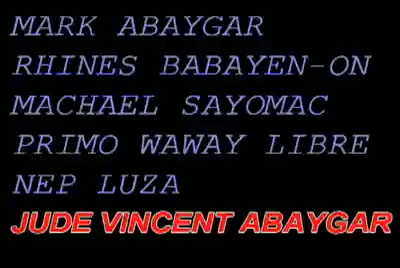 MARK ABAYGAR
RHINES BABAYEN-ON
MACHAEL SAYOMAC
PRIMO WAWAY LIBRE
NEP LUZA
JUDE VINCENT ABAYGAR